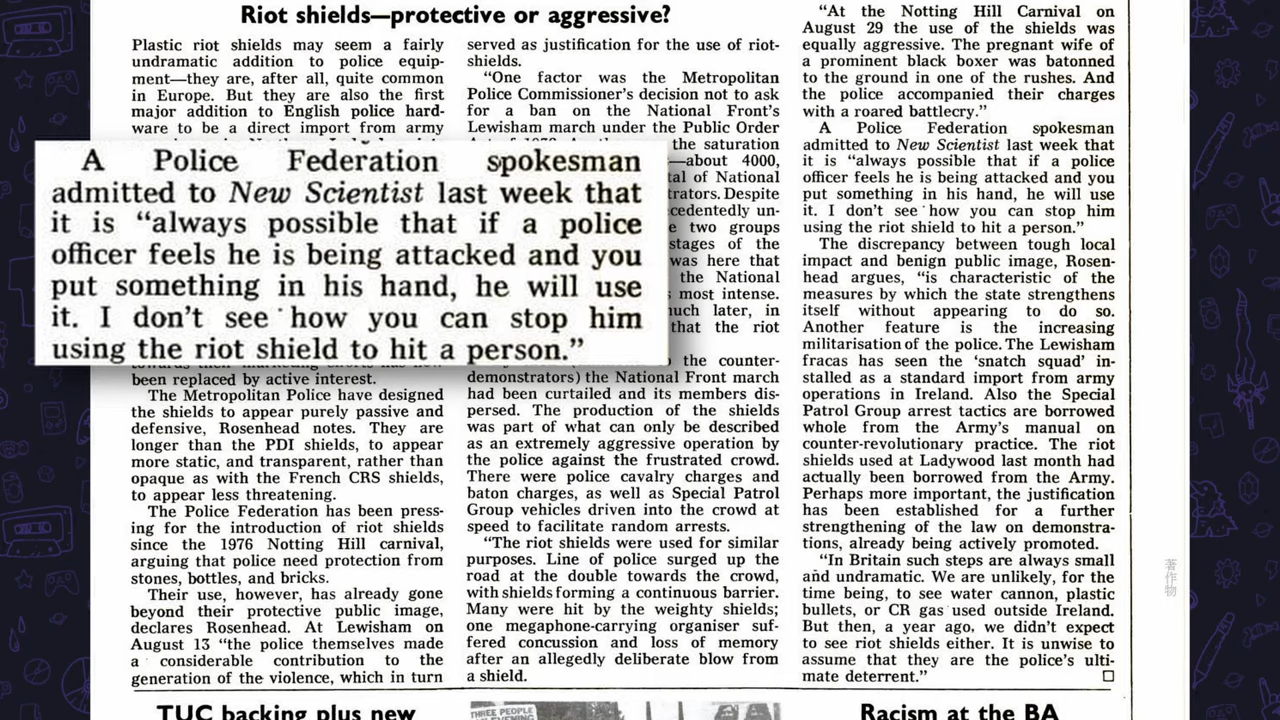 Riot shields—protective or aggressive?
Plastic riot shields may seem a fairly
undramatic addition to police equip-
ment—they are, after all, quite common
in Europe. But they are also the first
major addition to English police hard-
ware to be a direct import from army
A Police Federation spokesman
admitted to New Scientist last week that
it is “always possible that if a police
officer feels he is being attacked and you
put something in his hand, he will use
it. I don’t see how you can stop him
using the riot shield to hit a person.”
been replaced by active interest.
The Metropolitan Police have designed
the shields to appear purely passive and
defensive, Rosenhead notes. They are
longer than the PDI shields, to appear
more static, and transparent, rather than
opaque as with the French CRS shields,
to appear less threatening.
The Police Federation has been press-
ing for the introduction of riot shields
since the 1976 Notting Hill carnival,
arguing that police need protection from
stones, bottles, and bricks.
Their use, however, has already gone
beyond their protective public image,
declares Rosenhead. At Lewisham on
August 13 “the police themselves made
a considerable contribution to the
generation of the violence, which in turn
served as justification for the use of riot-
shields.
“One factor was the Metropolitan
Police Commissioner’s decision not to ask
for a ban on the National Front’s
Lewisham march under the Public Order
the saturation
—about 4000,
of National
Despite
two groups
stages of the
was here that
the National
most intense.
much later, in
that the riot
the counter-
demonstrators) the National Front march
had been curtailed and its members dis-
persed. The production of the shields
was part of what can only be described
as an extremely aggressive operation by
the police against the frustrated crowd.
There were police cavalry charges and
baton charges, as well as Special Patrol
Group vehicles driven into the crowd at
speed to facilitate random arrests.
“The riot shields were used for similar
purposes. Line of police surged up the
road at the double towards the crowd,
with shields forming a continuous barrier.
Many were hit by the weighty shields;
one megaphone-carrying organiser suf-
fered concussion and loss of memory
after an allegedly deliberate blow from
a shield.
“At the Notting Hill Carnival on
August 29 the use of the shields was
equally aggressive. The pregnant wife of
a prominent black boxer was batonned
to the ground in one of the rushes. And
the police accompanied their charges
with a roared battlecry.”
A Police Federation spokesman
admitted to New Scientist last week that
it is “always possible that if a police
officer feels he is being attacked and you
put something in his hand, he will use
it. I don’t see how you can stop him
using the riot shield to hit a person.”
The discrepancy between tough local
impact and benign public image, Rosen-
head argues, “is characteristic of the
measures by which the state strengthens
itself without appearing to do so.
Another feature is the increasing
militarisation of the police. The Lewisham
fracas has seen the ‘snatch squad’ in-
stalled as a standard import from army
operations in Ireland. Also the Special
Patrol Group arrest tactics are borrowed
whole from the Army’s manual on
counter-revolutionary practice. The riot
shields used at Ladywood last month had
actually been borrowed from the Army.
Perhaps more important, the justification
has been established for a further
strengthening of the law on demonstra-
tions, already being actively promoted.
“In Britain such steps are always small
and undramatic. We are unlikely, for the
time being, to see water cannon, plastic
bullets, or CR gas used outside Ireland.
But then, a year ago, we didn’t expect
to see riot shields either. It is unwise to
assume that they are the police’s ulti-
mate deterrent.”
著作物
TUC backing plus new
THREE PEOPLE
Racism at the BA